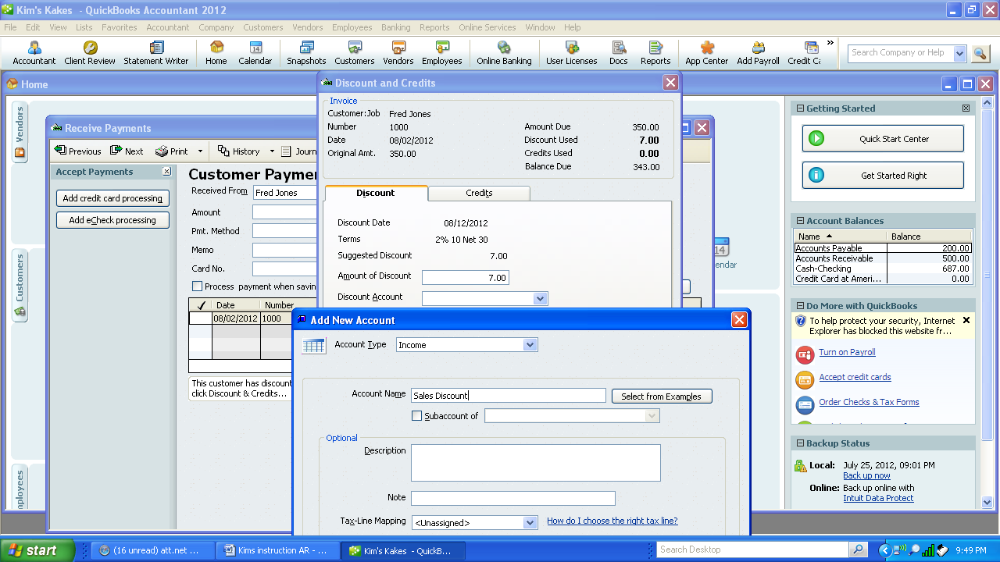 Kim's Kakes - QuickBooks Accountant 2012
File Edit View Lists Favorites Accountant Company Customers Vendors Employees Banking Reports Online Services Window Help
Accountant Client Review Statement Writer Home Calendar Snapshots Customers Vendors Employees Online Banking User Licenses Docs Reports App Center Add Payroll Credit Ca
Search Company or Help
Home
Vendors
Customers
mployees
Receive Payments
Previous Next Print History Journ
Accept Payments
Add credit card processing
Add eCheck processing
Customer Paymer
Received From Fred Jones
Amount
Pmt. Method
Memo
Card No.
Process payment when savin
Date Number
08/02/2012 1000
This customer has discount
click Discount & Credits...
14
endar
Discount and Credits
Invoice
Customer:Job Fred Jones
Number 1000 Amount Due 350.00
Date 08/02/2012 Discount Used 7.00
Original Amt. 350.00 Credits Used 0.00
Balance Due 343.00
Discount Credits
Discount Date 08/12/2012
Terms 2% 10 Net 30
Suggested Discount 7.00
Amount of Discount 7.00
Discount Account
Add New Account
Account Type Income
Account Name Sales Discount Select from Examples
Subaccount of
Optional
Description
Note
Tax-Line Mapping <Unassigned> How do I choose the right tax line?
Getting Started
Quick Start Center
Get Started Right
Account Balances
Name Balance
Accounts Payable 200.00
Accounts Receivable 500.00
Cash-Checking 687.00
Credit Card at Ameri... 0.00
Do More with QuickBooks
To help protect your security, Internet
Explorer has blocked this website fr...
Turn on Payroll
Accept credit cards
Order Checks & Tax Forms
Backup Status
Local: July 25, 2012, 09:01 PM
Back up now
Online: Back up online with
Intuit Data Protect
start (16 unread) att.net ... Kims instruction AR - ... Kim's Kakes - QuickB... Search Desktop 9:49 PM